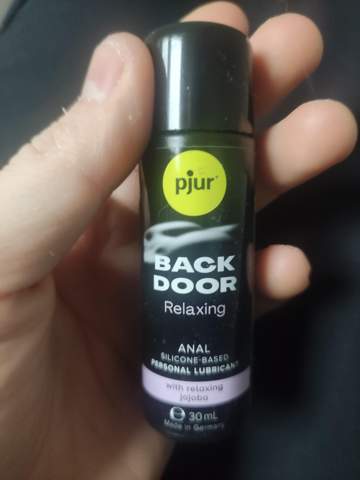 pjur®
BACK
DOOR
Relaxing
ANAL
SILICONE-BASED
PERSONAL LUBRICANT
with relaxing
jojoba
℮ 30 mL
Made in Germany